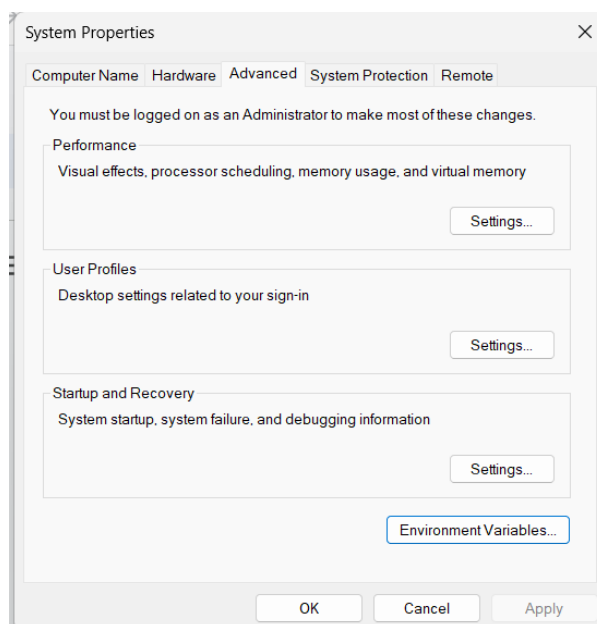 System Properties
Computer Name Hardware Advanced System Protection Remote
You must be logged on as an Administrator to make most of these changes.
Performance
Visual effects, processor scheduling, memory usage, and virtual memory
Settings...
User Profiles
Desktop settings related to your sign-in
Settings...
Startup and Recovery
System startup, system failure, and debugging information
Settings...
Environment Variables...
OK Cancel Apply